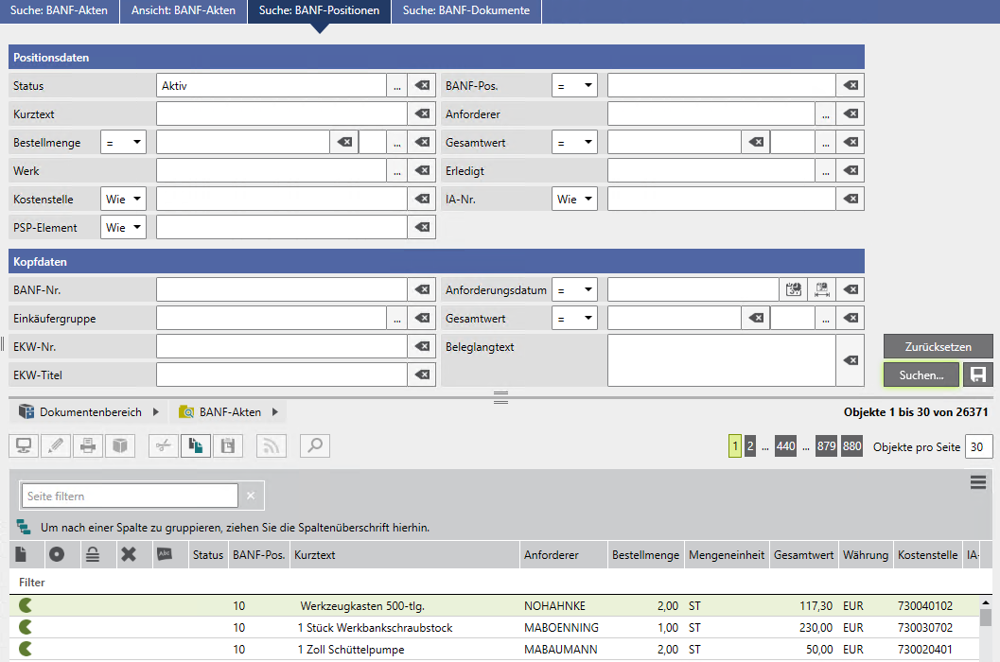 Suche: BANF-Akten Ansicht: BANF-Akten Suche: BANF-Positionen Suche: BANF-Dokumente
Positionsdaten
Status Aktiv ... BANF-Pos. =
Kurztext Anforderer ...
Bestellmenge = ... Gesamtwert = ...
Werk ... Erledigt ...
Kostenstelle Wie IA-Nr. Wie
PSP-Element Wie
Kopfdaten
BANF-Nr. Anforderungsdatum =
Einkäufergruppe ... Gesamtwert = ...
EKW-Nr. Beleglangtext Zurücksetzen
EKW-Titel Suchen...
Dokumentenbereich BANF-Akten Objekte 1 bis 30 von 26371
1 2 ... 440 ... 879 880 Objekte pro Seite 30
Seite filtern
Um nach einer Spalte zu gruppieren, ziehen Sie die Spaltenüberschrift hierhin.
Status BANF-Pos. Kurztext Anforderer Bestellmenge Mengeneinheit Gesamtwert Währung Kostenstelle IA-
Filter
10 Werkzeugkasten 500-tlg. NOHAHNKE 2,00 ST 117,30 EUR 730040102
10 1 Stück Werkbankschraubstock MABOENNING 1,00 ST 230,00 EUR 730030702
10 1 Zoll Schüttelpumpe MABAUMANN 2,00 ST 50,00 EUR 730020401